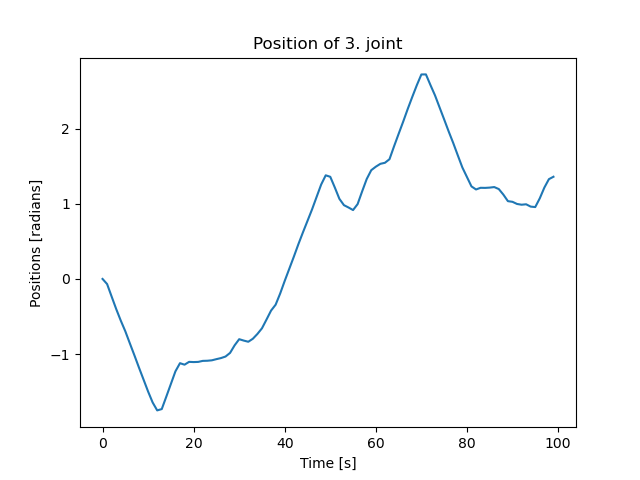 Position of 3. joint
Positions [radians]
2
1
0
−1
0 20 40 60 80 100
Time [s]